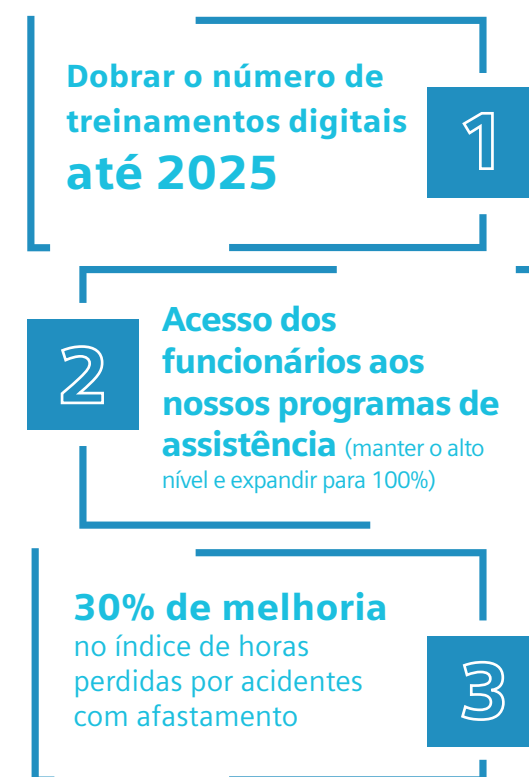 Dobrar o número de
treinamentos digitais
até 2025
1
2
Acesso dos
funcionários aos
nossos programas de
assistência (manter o alto
nível e expandir para 100%)
30% de melhoria
no índice de horas
perdidas por acidentes
com afastamento
3